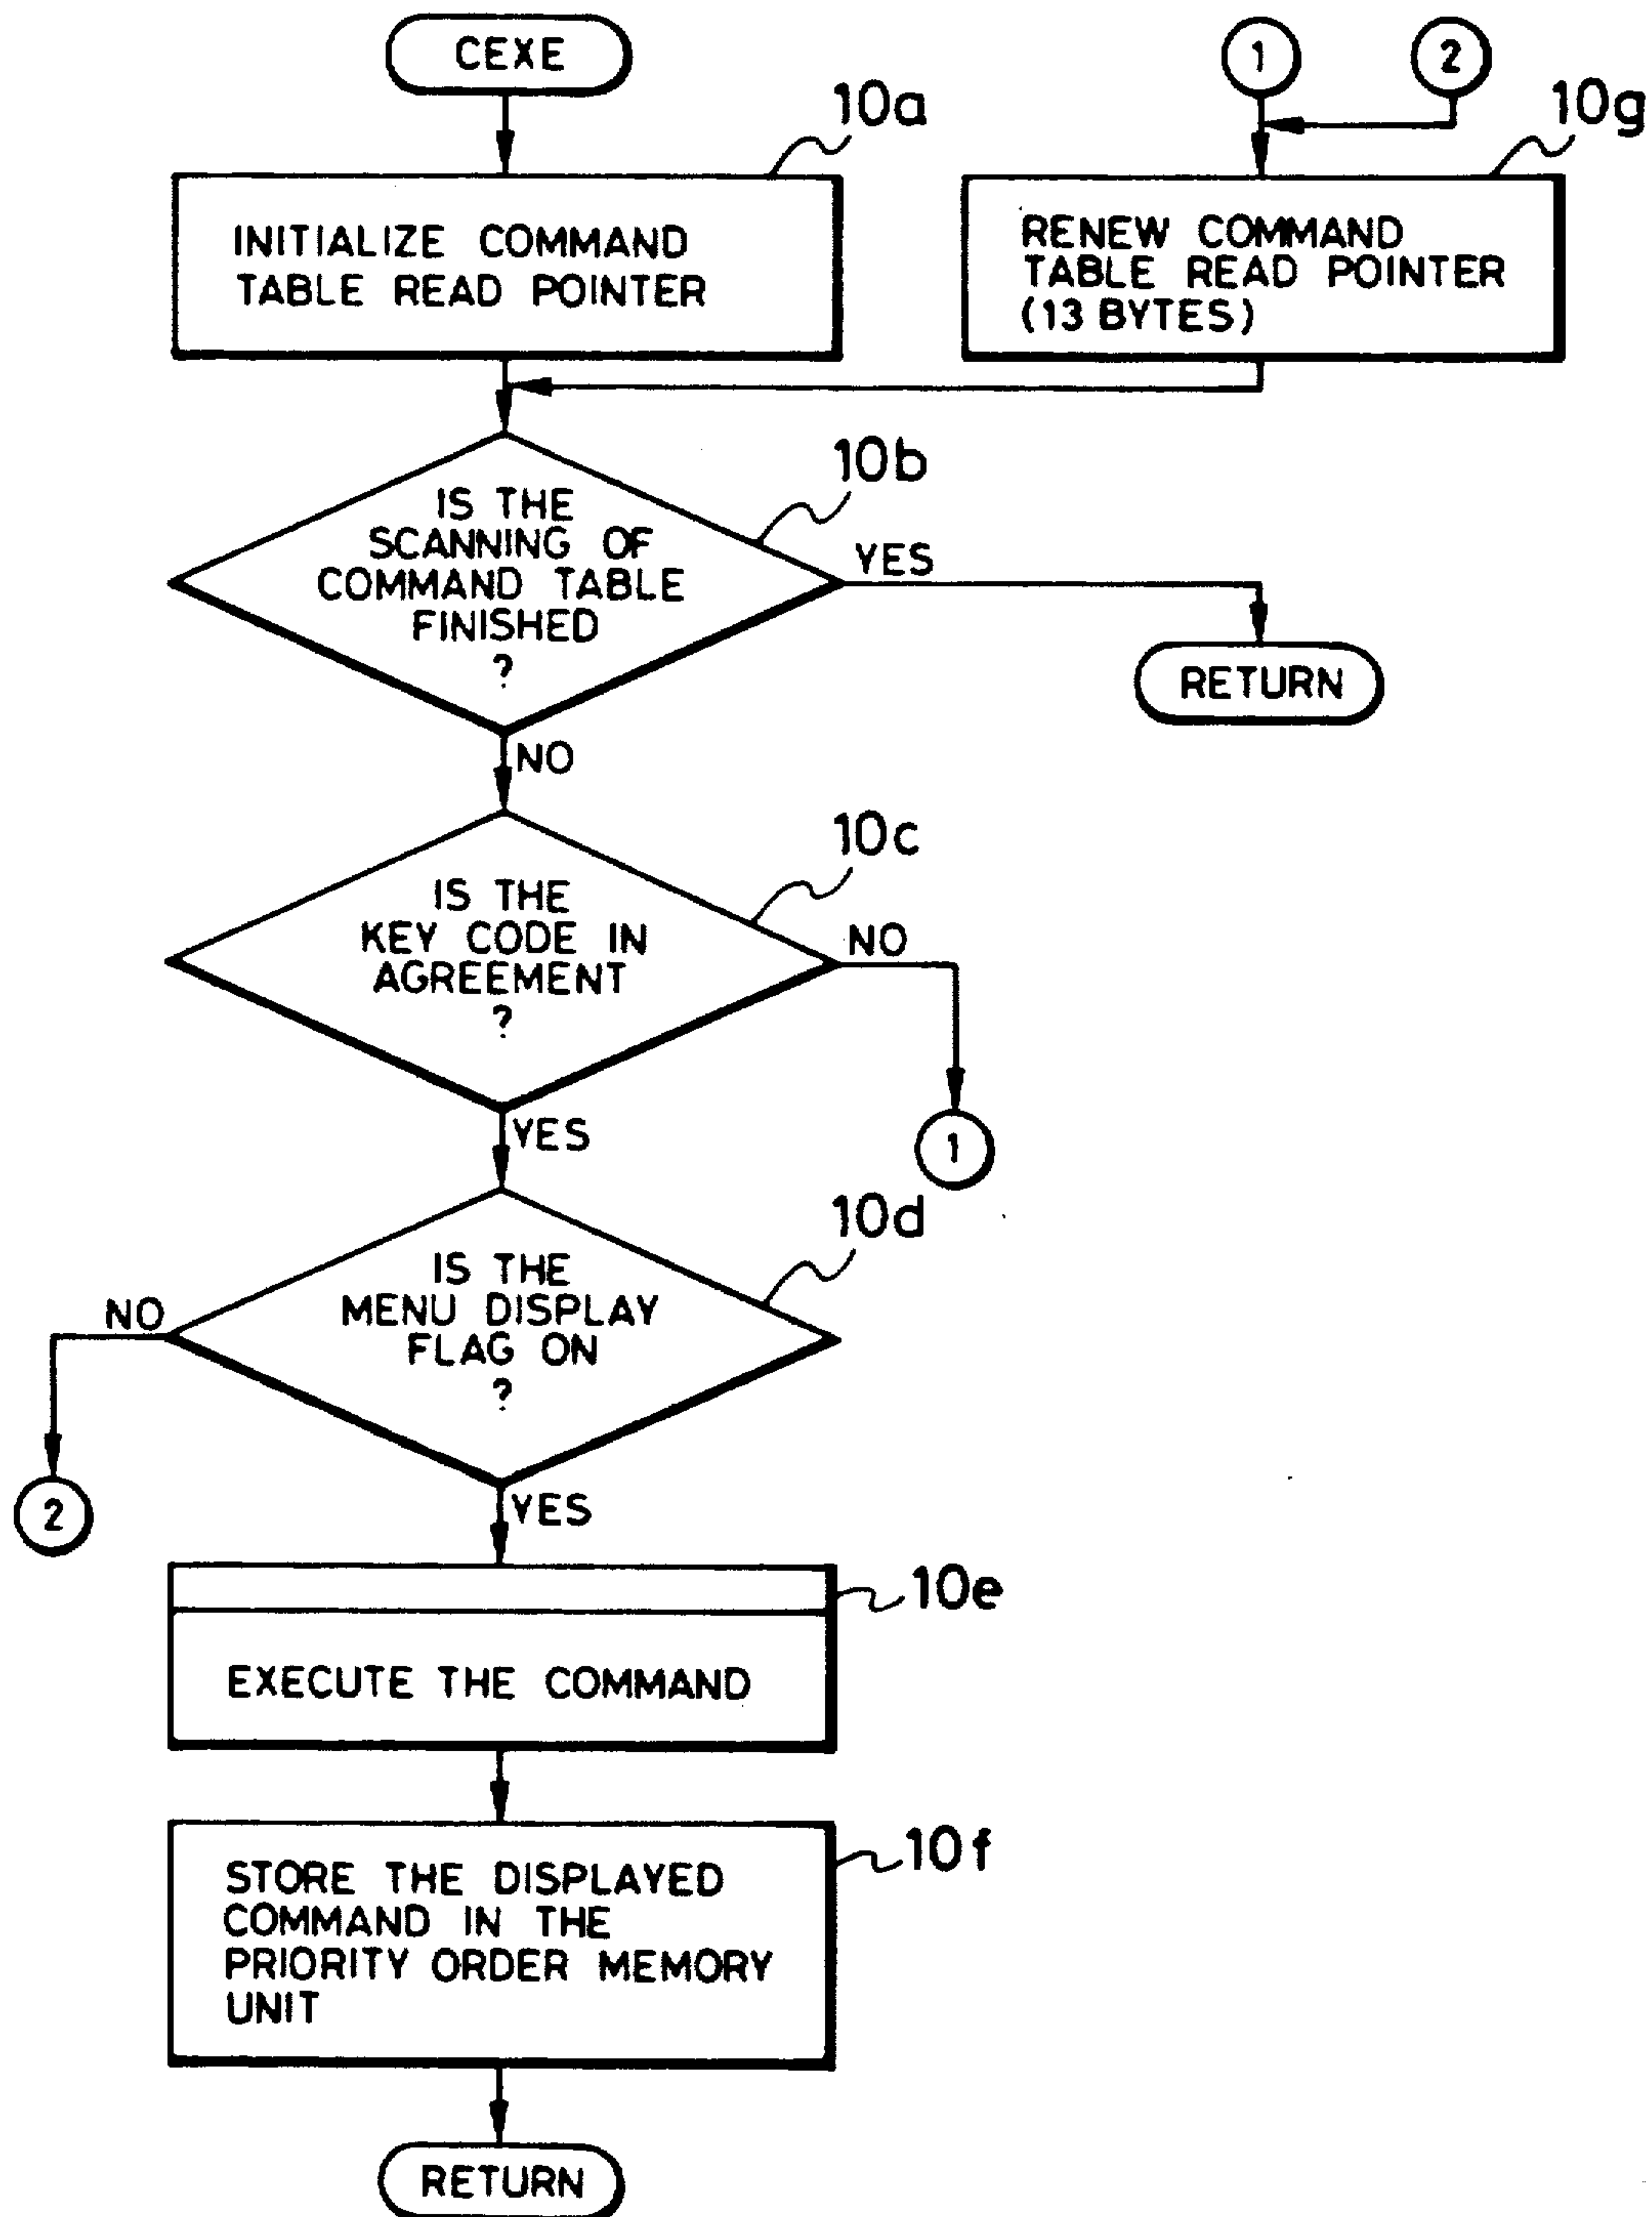 CEXE
10a
INITIALIZE COMMAND
TABLE READ POINTER
1
2
10g
RENEW COMMAND
TABLE READ POINTER
(13 BYTES)
10b
IS THE
SCANNING OF
COMMAND TABLE
FINISHED
?
YES
RETURN
NO
10c
IS THE
KEY CODE IN
AGREEMENT
?
NO
1
YES
10d
IS THE
MENU DISPLAY
FLAG ON
?
NO
2
YES
10e
EXECUTE THE COMMAND
10f
STORE THE DISPLAYED
COMMAND IN THE
PRIORITY ORDER MEMORY
UNIT
RETURN